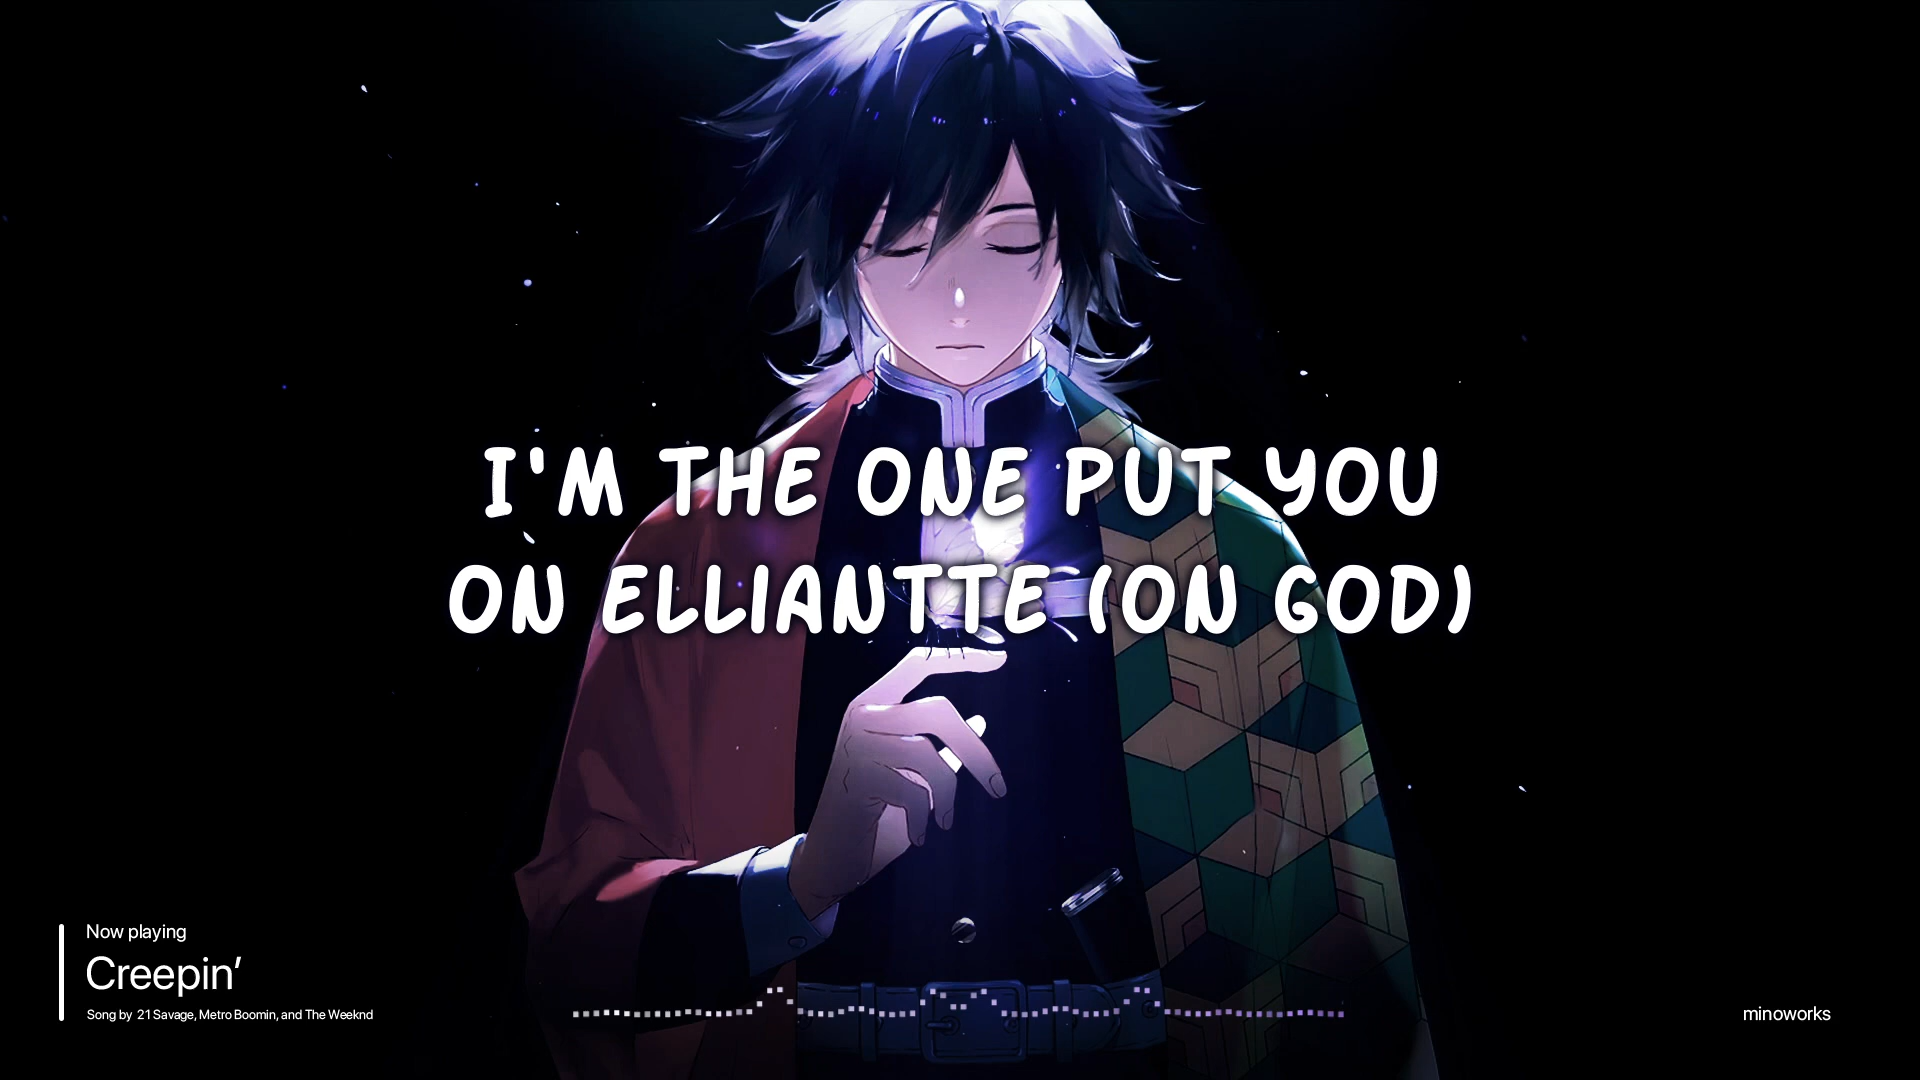 I'M THE ONE PUT YOU
ON ELLIANTTE (ON GOD)
Now playing
Creepin’
Song by 21 Savage, Metro Boomin, and The Weeknd
minoworks